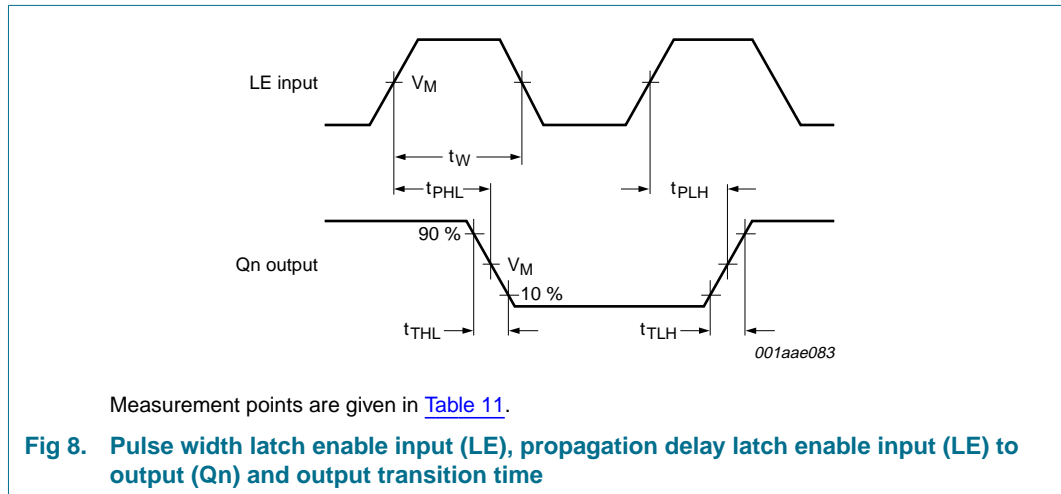 LE input
VM
tW
tPHL
tPLH
90 %
Qn output
VM
10 %
tTHL
tTLH
001aae083
Measurement points are given in Table 11.
Fig 8. Pulse width latch enable input (LE), propagation delay latch enable input (LE) to
output (Qn) and output transition time